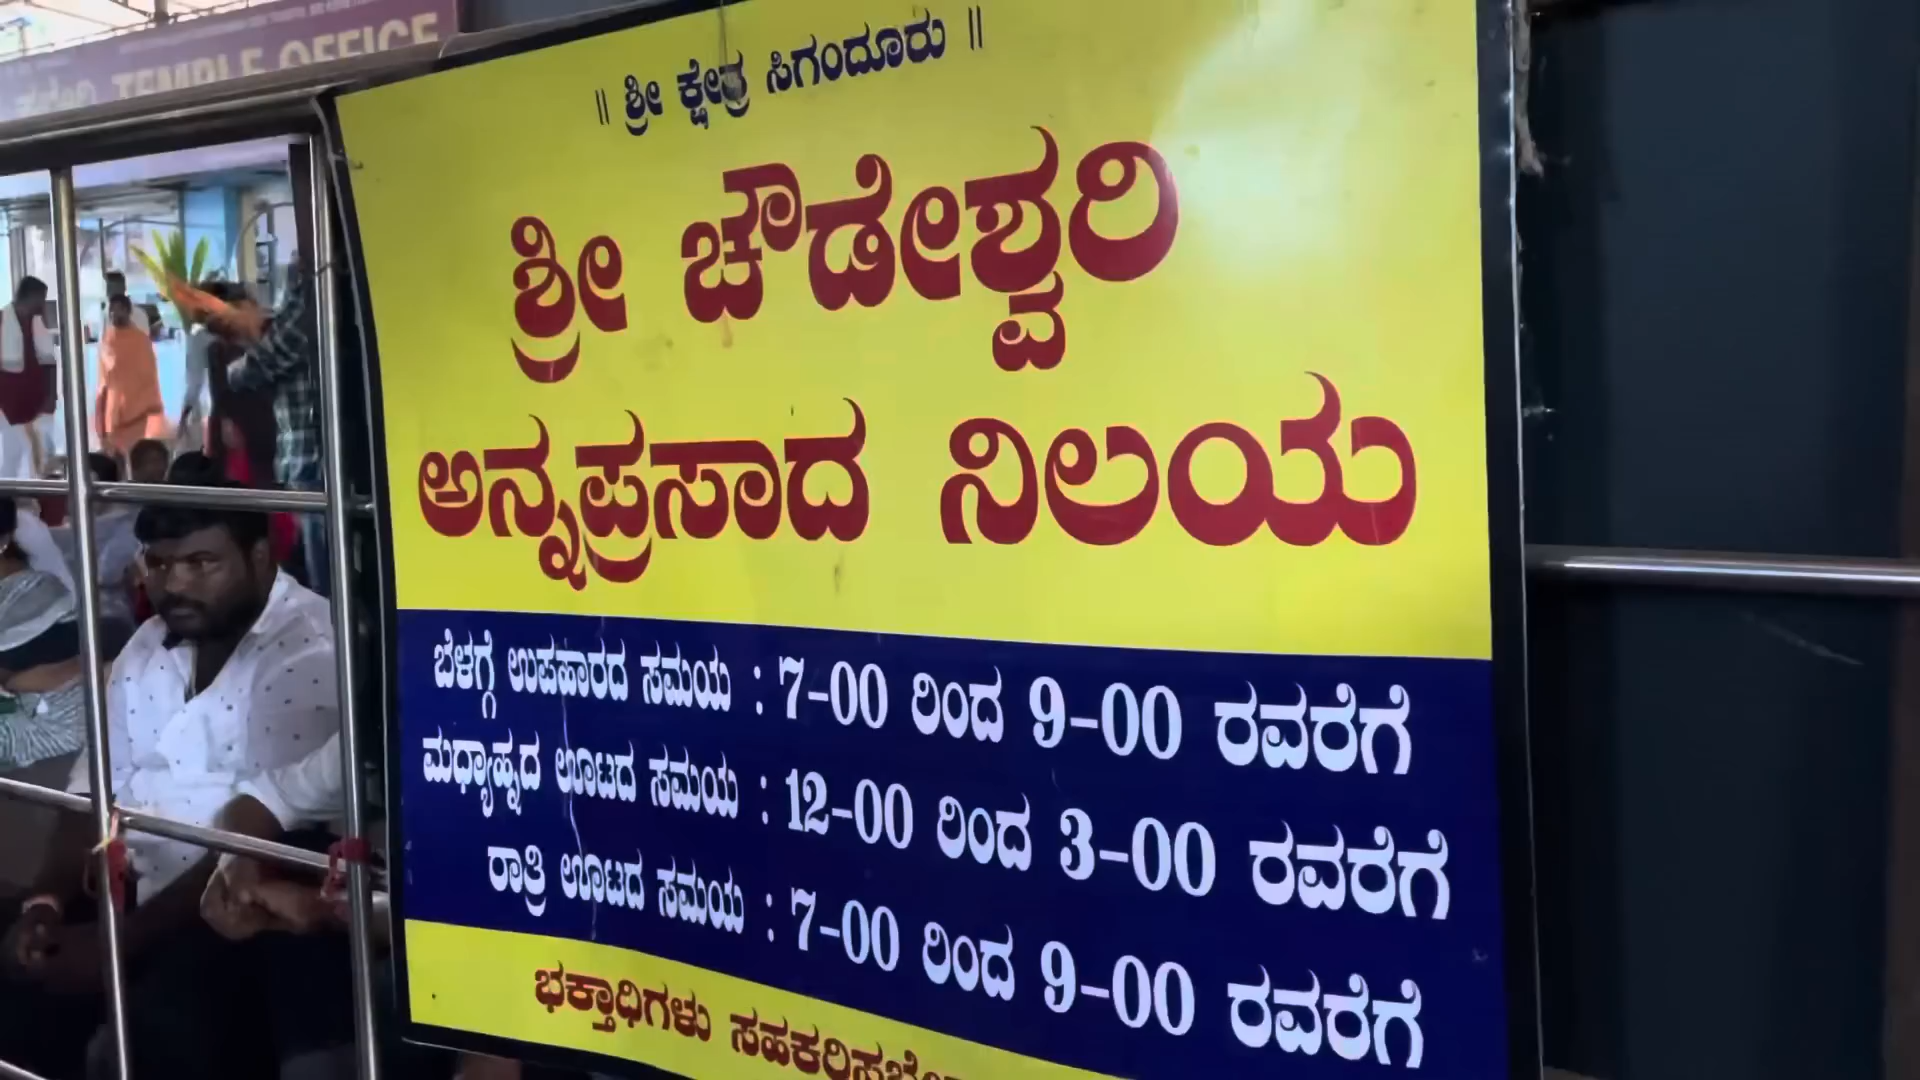 TEMPLE OFFICE
॥ ಶ್ರೀ ಕ್ಷೇತ್ರ ಸಿಗಂದೂರು ॥
ಶ್ರೀ ಚೌಡೇಶ್ವರಿ
ಅನ್ನಪ್ರಸಾದ ನಿಲಯ
ಬೆಳಗ್ಗೆ ಉಪಹಾರದ ಸಮಯ : 7-00 ರಿಂದ 9-00 ರವರೆಗೆ
ಮಧ್ಯಾಹ್ನದ ಊಟದ ಸಮಯ : 12-00 ರಿಂದ 3-00 ರವರೆಗೆ
ರಾತ್ರಿ ಊಟದ ಸಮಯ : 7-00 ರಿಂದ 9-00 ರವರೆಗೆ
ಭಕ್ತಾಧಿಗಳು